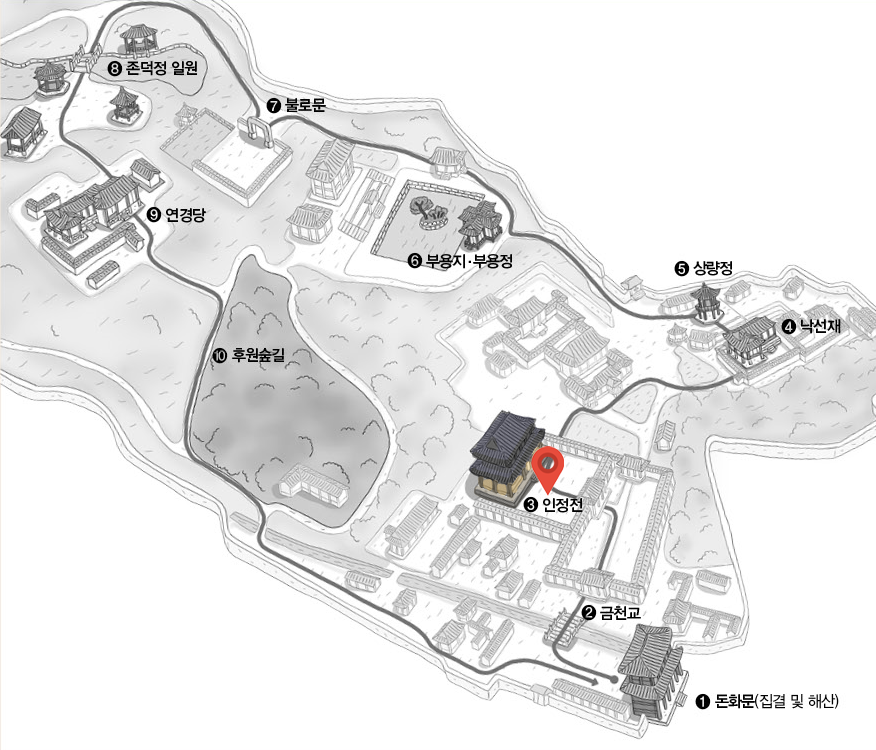 ❶ 돈화문(집결 및 해산)
❷ 금천교
❸ 인정전
❹ 낙선재
❺ 상량정
❻ 부용지·부용정
❼ 불로문
❽ 존덕정 일원
❾ 연경당
❿ 후원숲길